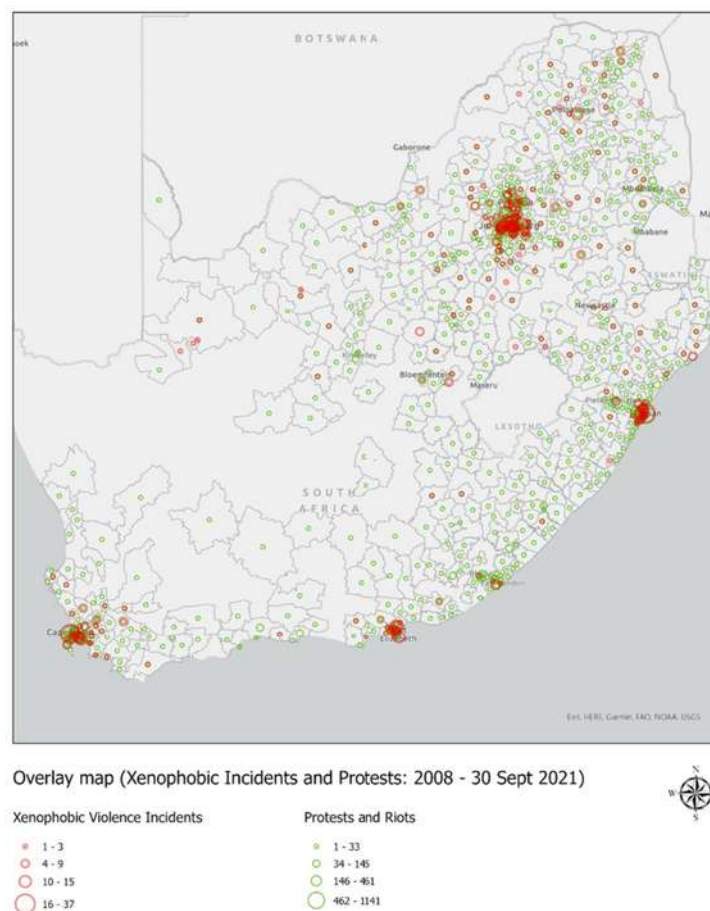 BOTSWANA
Gaborone
Mbabane
Newcastle
Kimberley
Bloemfontein
Maseru
LESOTHO
SOUTH
AFRICA
Elizabeth
Esri, HERE, Garmin, FAO, NOAA, USGS
Overlay map (Xenophobic Incidents and Protests: 2008 - 30 Sept 2021)
N
W
S
Xenophobic Violence Incidents
Protests and Riots
1 - 3
1 - 33
4 - 9
34 - 145
10 - 15
146 - 461
16 - 37
462 - 1141